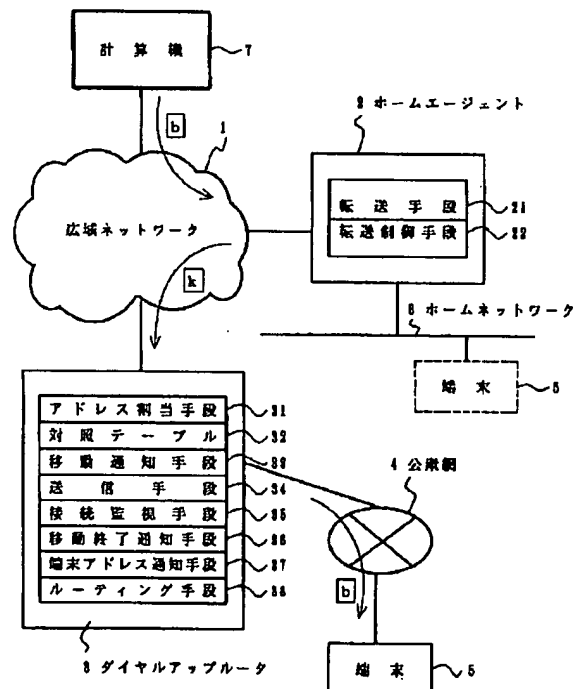 計算機 7
b
1
広域ネットワーク
2 ホームエージェント
転送手段 21
転送制御手段 22
k
6 ホームネットワーク
端末 5
アドレス割当手段 31
対照テーブル 32
移動通知手段 33
送信手段 34
接続監視手段 35
移動終了通知手段 36
端末アドレス通知手段 37
ルーティング手段 38
4 公衆網
b
3 ダイヤルアップルータ
端末 5